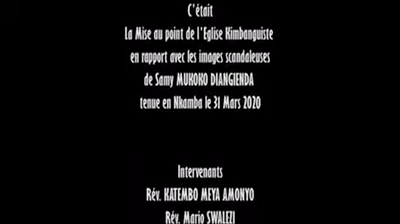 C'était
La Mise au point de l'Eglise Kimbanguiste
en rapport avec les images scandaleuses
de Samy MUKOKO DIANGIENDA
tenue en Nkamba le 31 Mars 2020
Intervenants
Rév. KATEMBO MEYA AMONYO
Rév. Mario SWALEZI